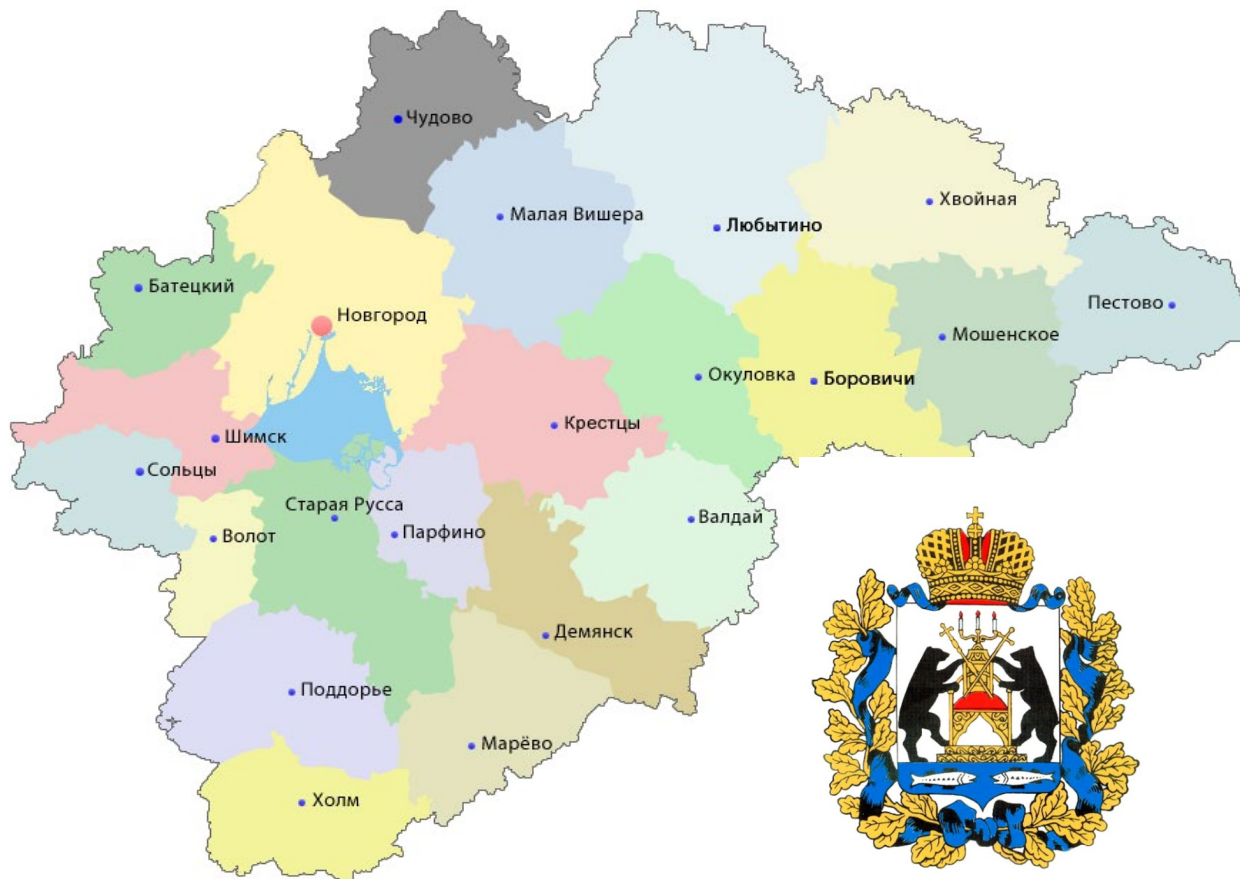 Чудово
Малая Вишера
Любытино
Хвойная
Батецкий
Новгород
Пестово
Мошенское
Окуловка
Боровичи
Крестцы
Шимск
Сольцы
Старая Русса
Валдай
Волот
Парфино
Демянск
Поддорье
Марёво
Холм